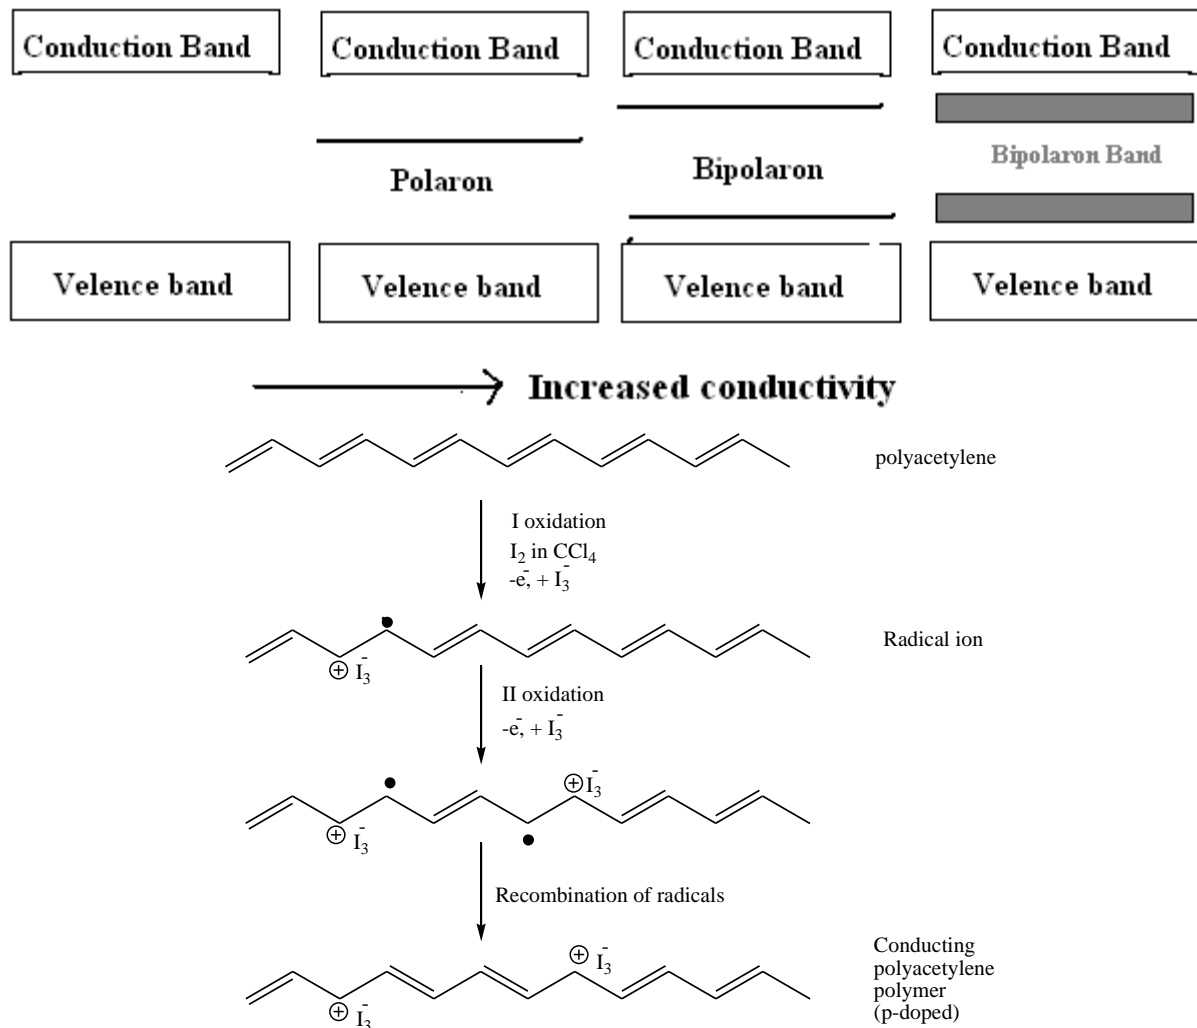 Conduction Band Conduction Band Conduction Band Conduction Band
Polaron Bipolaron Bipolaron Band
Velence band Velence band Velence band Velence band
Increased conductivity
polyacetylene
I oxidation
I₂ in CCl₄
-e⁻, + I₃⁻
Radical ion
⊕ I₃⁻
II oxidation
-e⁻, + I₃⁻
⊕ I₃⁻
⊕ I₃⁻
Recombination of radicals
⊕ I₃⁻
Conducting
polyacetylene
polymer
(p-doped)
⊕ I₃⁻